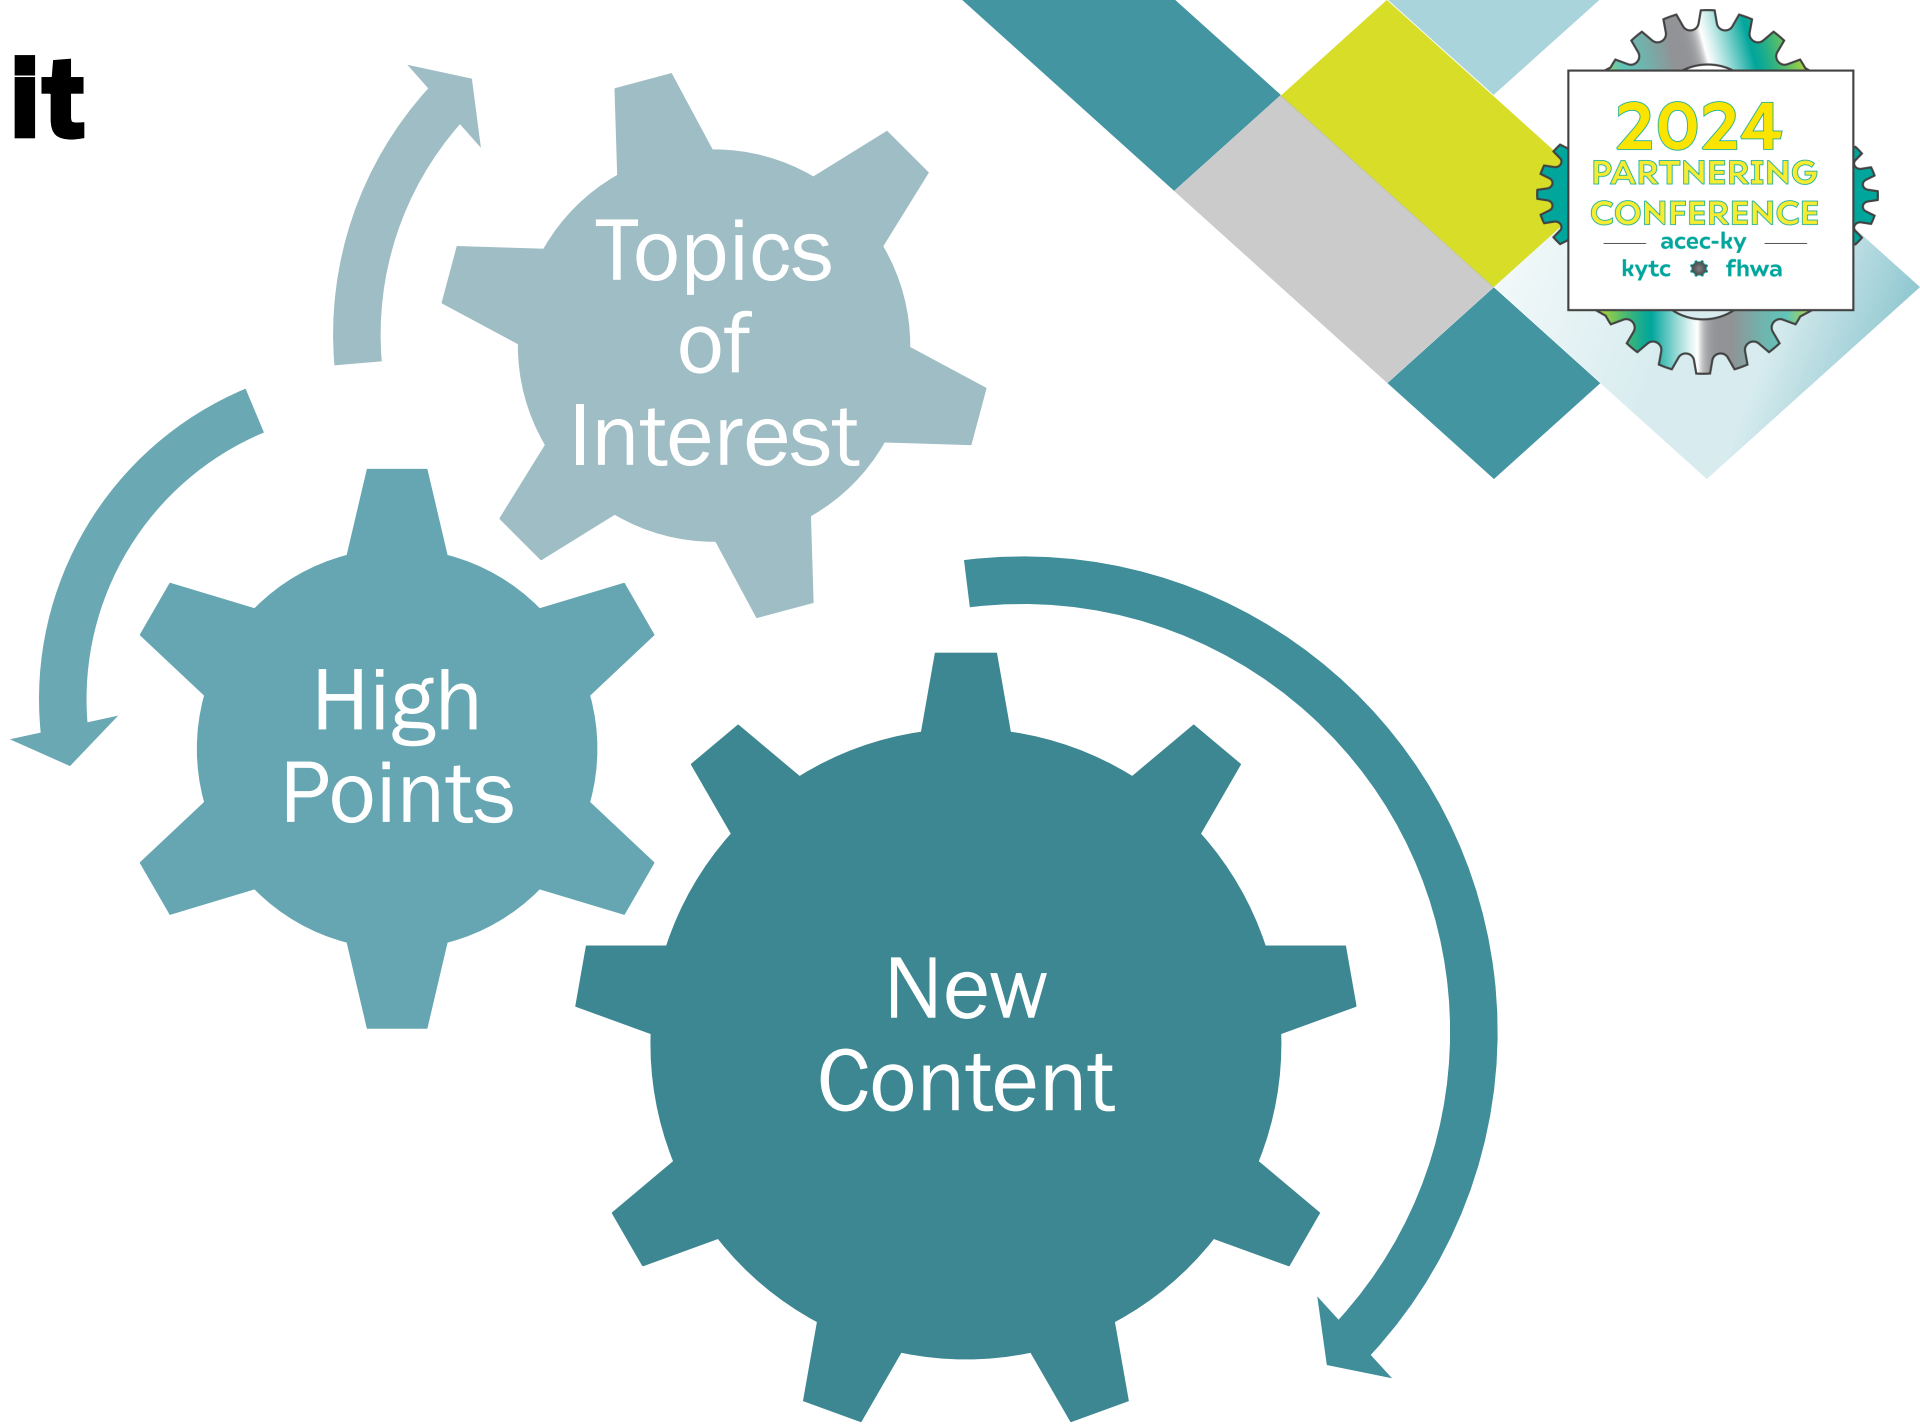 it
Topics
of
Interest
High
Points
New
Content
2024
PARTNERING
CONFERENCE
acec-ky
kytc fhwa